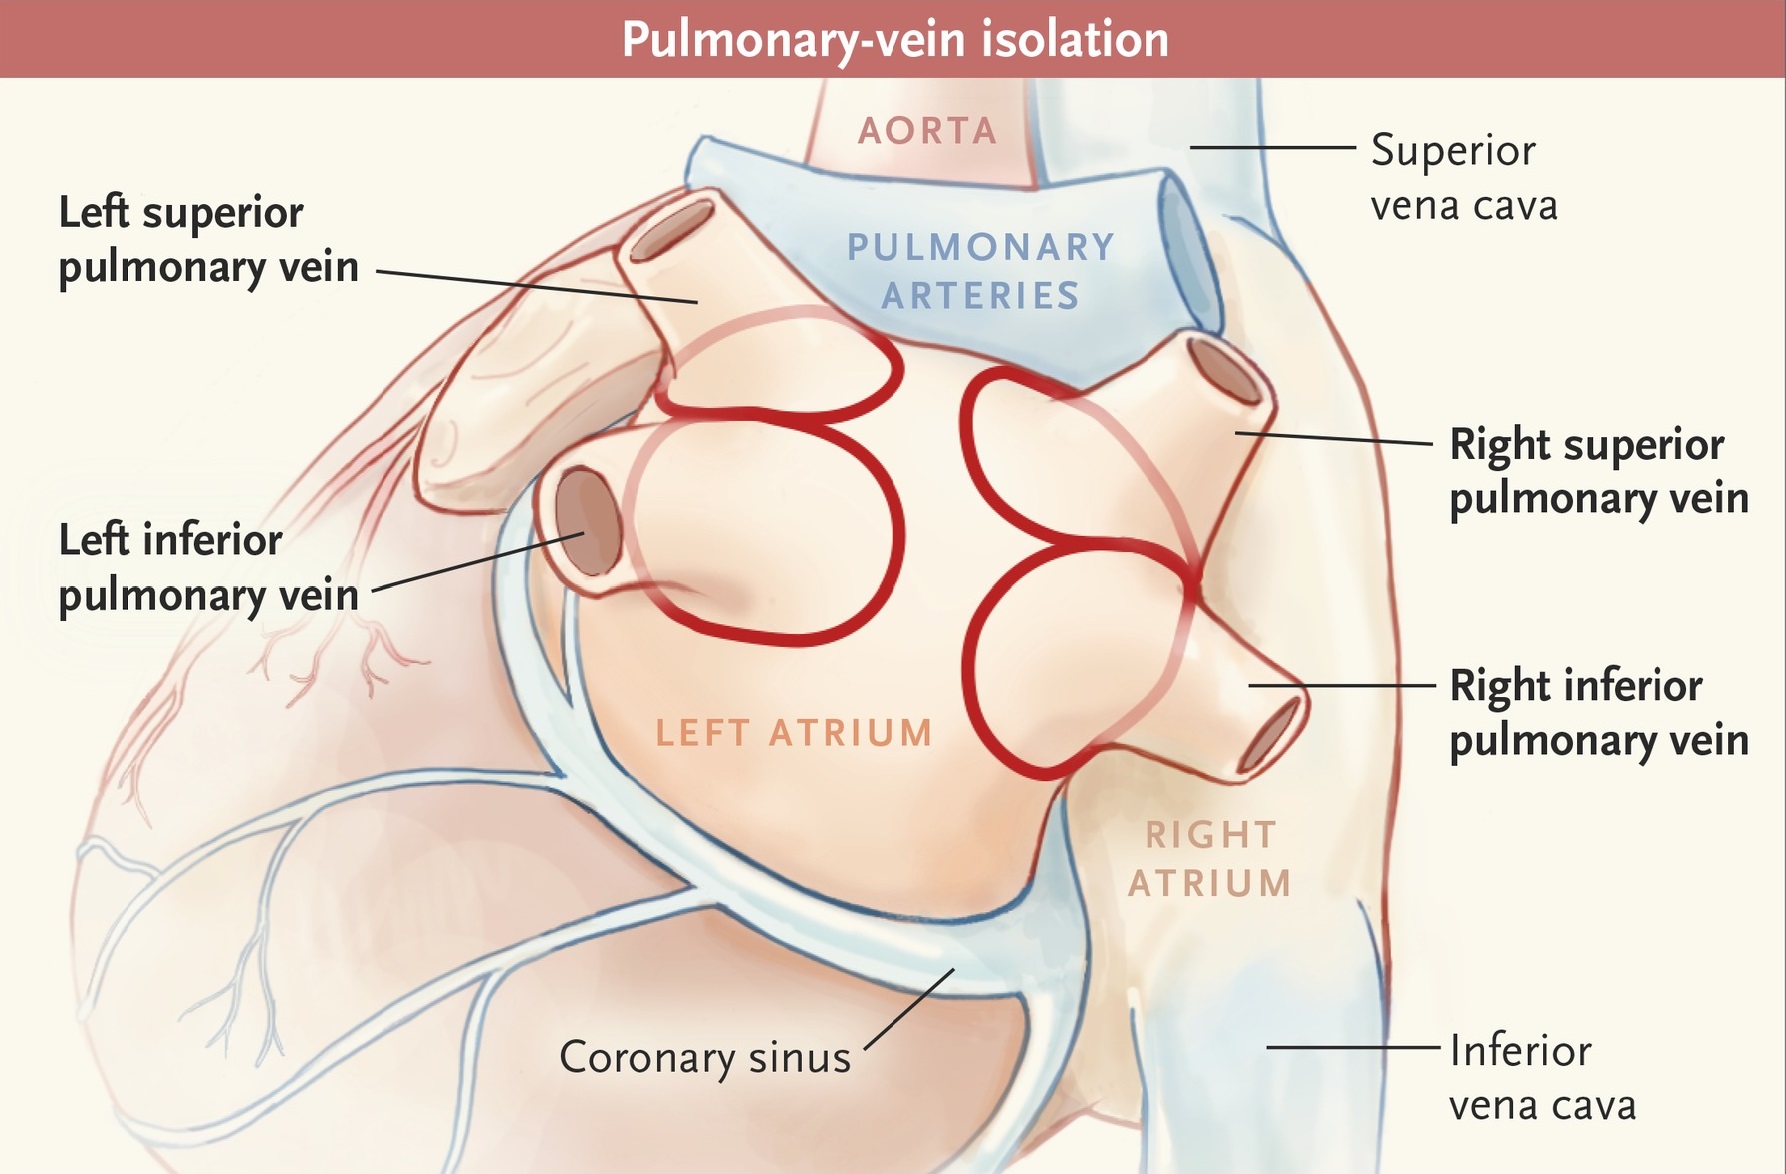 Pulmonary-vein isolation
AORTA
Superior
vena cava
Left superior
pulmonary vein
PULMONARY
ARTERIES
Right superior
pulmonary vein
Left inferior
pulmonary vein
Right inferior
pulmonary vein
LEFT ATRIUM
RIGHT
ATRIUM
Coronary sinus
Inferior
vena cava